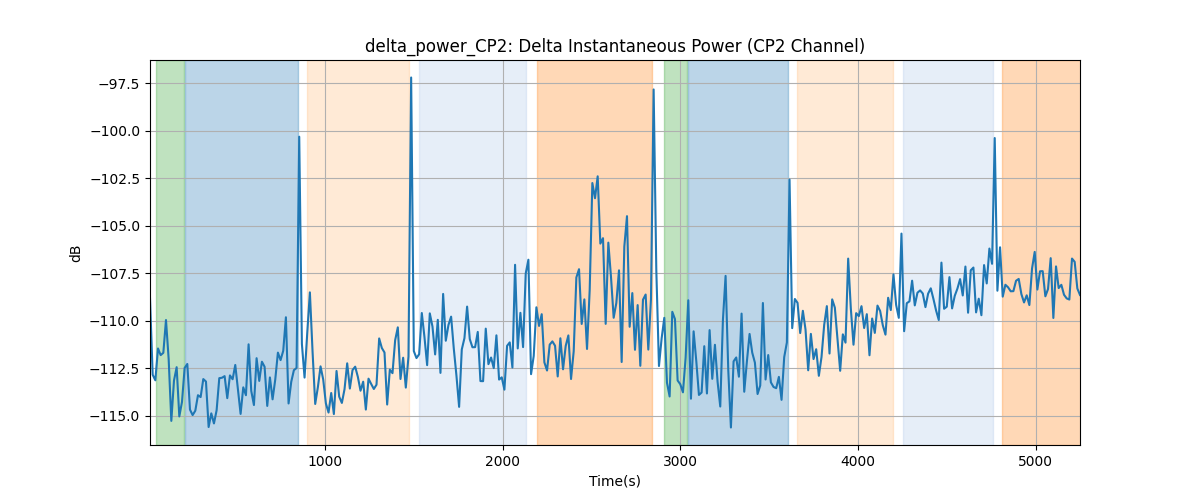 delta_power_CP2: Delta Instantaneous Power (CP2 Channel)
−97.5
−100.0
−102.5
−105.0
−107.5
−110.0
−112.5
−115.0
dB
1000 2000 3000 4000 5000
Time(s)